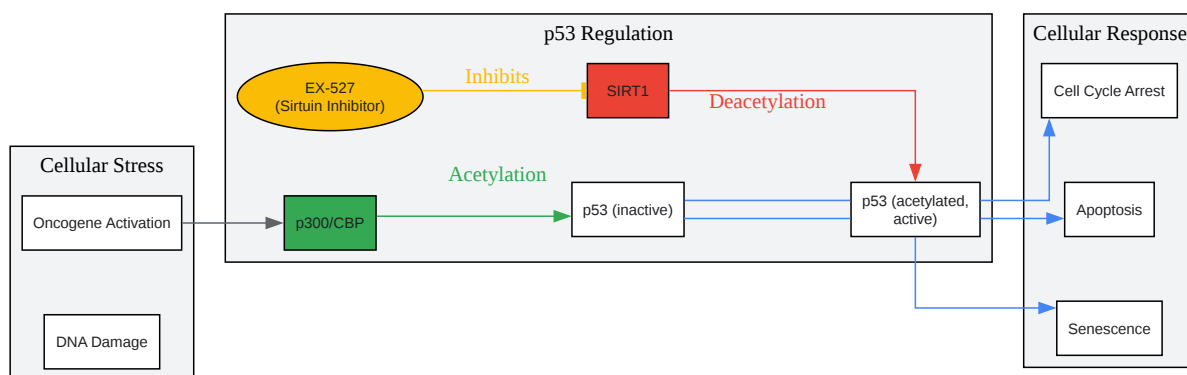 p53 Regulation
Cellular Response
EX-527
(Sirtuin Inhibitor)
Inhibits
SIRT1
Deacetylation
Cell Cycle Arrest
Cellular Stress
Oncogene Activation
p300/CBP
Acetylation
p53 (inactive)
p53 (acetylated,
active)
Apoptosis
DNA Damage
Senescence